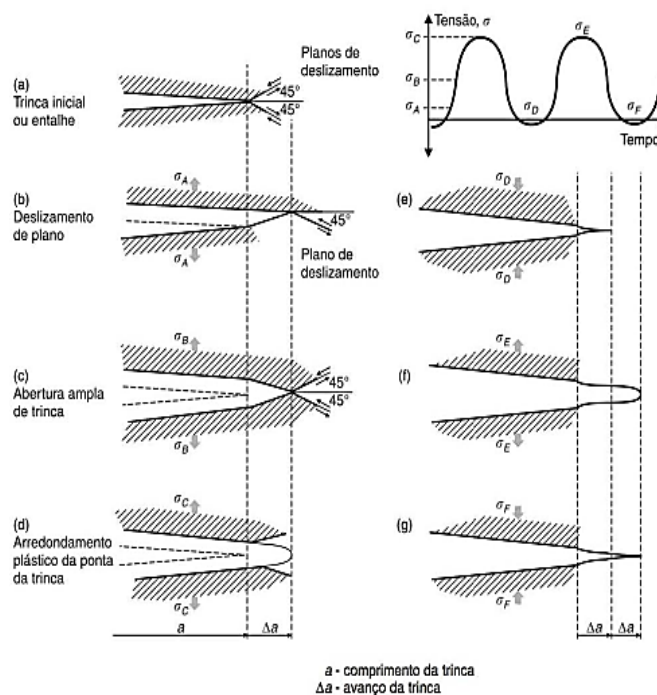 Tensão, σ
σC
σE
σB
σA
σD
σF
Tempo
(a)
Trinca inicial
ou entalhe
Planos de
deslizamento
45°
45°
(b)
Deslizamento
de plano
σA
σA
45°
Plano de
deslizamento
(c)
Abertura ampla
de trinca
σB
σB
45°
45°
(d)
Arredondamento
plástico da ponta
da trinca
σC
σC
a
Δa
(e)
σD
σD
(f)
σE
σE
(g)
σF
σF
Δa
Δa
a - comprimento da trinca
Δa - avanço da trinca